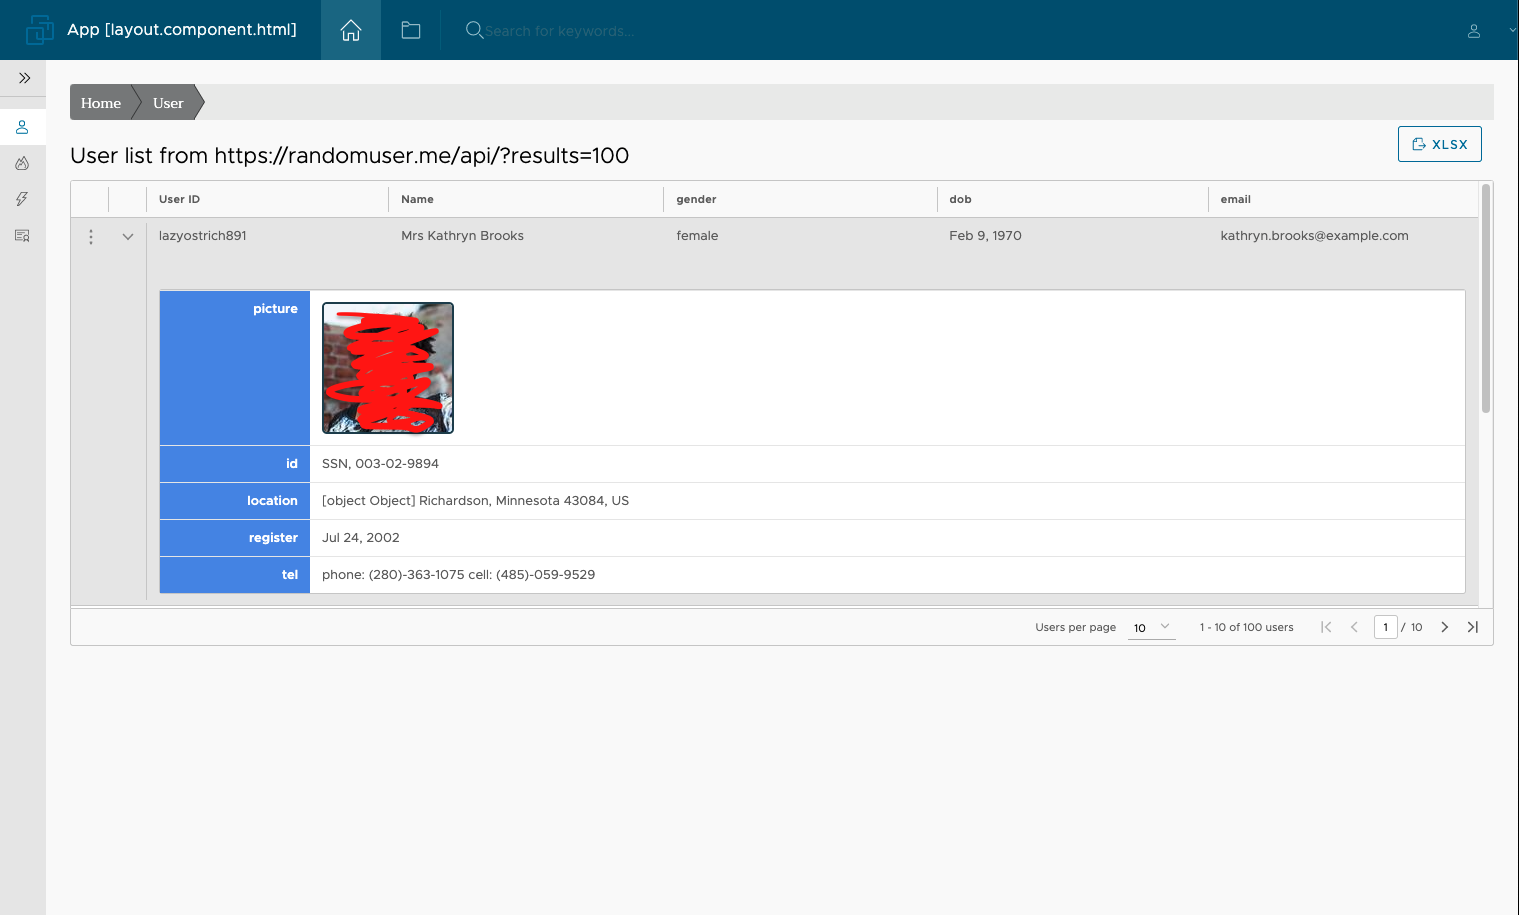 App [layout.component.html]
Search for keywords...
Home User
User list from https://randomuser.me/api/?results=100
XLSX
User ID Name gender dob email
lazyostrich891 Mrs Kathryn Brooks female Feb 9, 1970 kathryn.brooks@example.com
picture
id SSN, 003-02-9894
location [object Object] Richardson, Minnesota 43084, US
register Jul 24, 2002
tel phone: (280)-363-1075 cell: (485)-059-9529
Users per page 10 1 - 10 of 100 users 1 / 10